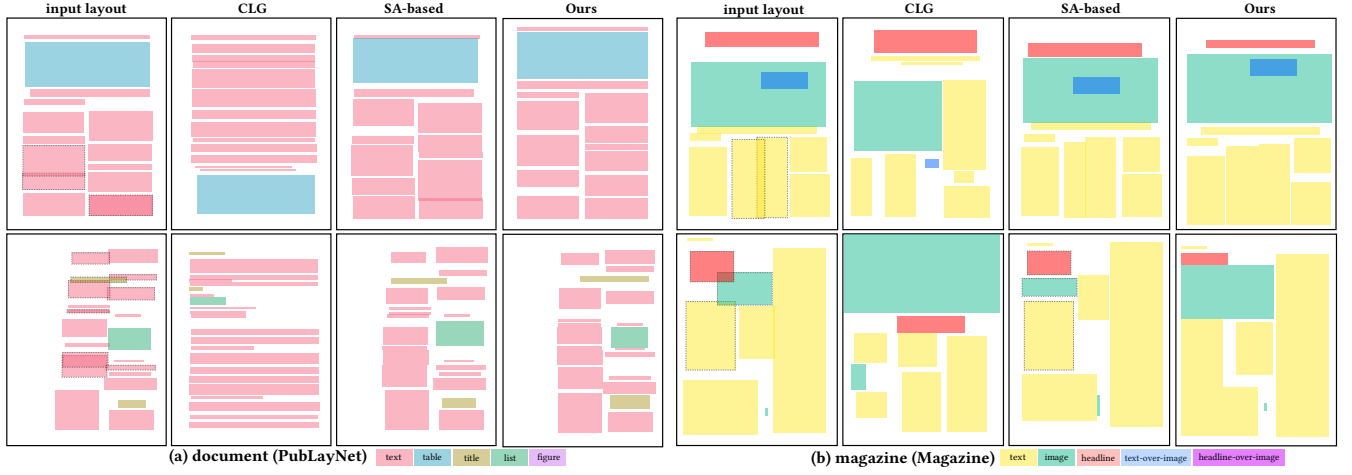 input layout CLG SA-based Ours input layout CLG SA-based Ours
(a) document (PubLayNet) text table title list figure
(b) magazine (Magazine) text image headline text-over-image headline-over-image